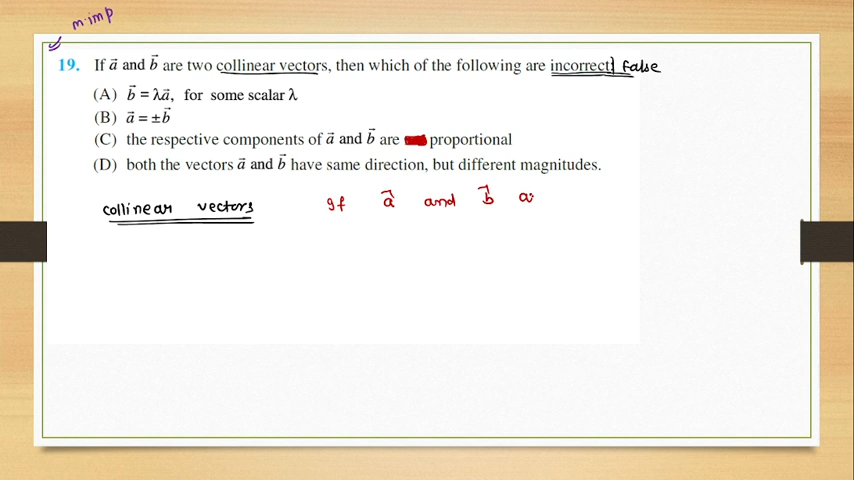 m.imp
19. If a⃗ and b⃗ are two collinear vectors, then which of the following are incorrect| False
(A) b⃗ = λa⃗, for some scalar λ
(B) a⃗ = ±b⃗
(C) the respective components of a⃗ and b⃗ are proportional
(D) both the vectors a⃗ and b⃗ have same direction, but different magnitudes.
collinear vectors If a⃗ and b⃗